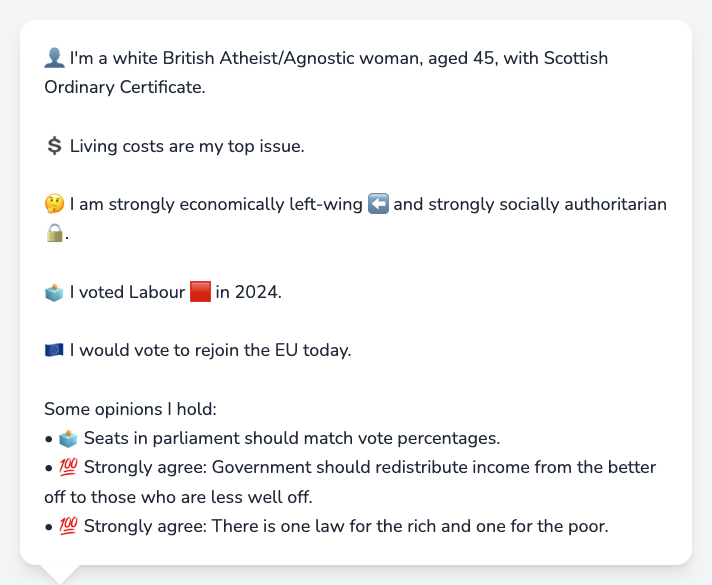 👤 I'm a white British Atheist/Agnostic woman, aged 45, with Scottish
Ordinary Certificate.
💲 Living costs are my top issue.
🤔 I am strongly economically left-wing ⬅️ and strongly socially authoritarian
🔒.
🗳️ I voted Labour 🟥 in 2024.
🇪🇺 I would vote to rejoin the EU today.
Some opinions I hold:
• 🗳️ Seats in parliament should match vote percentages.
• 💯 Strongly agree: Government should redistribute income from the better
off to those who are less well off.
• 💯 Strongly agree: There is one law for the rich and one for the poor.